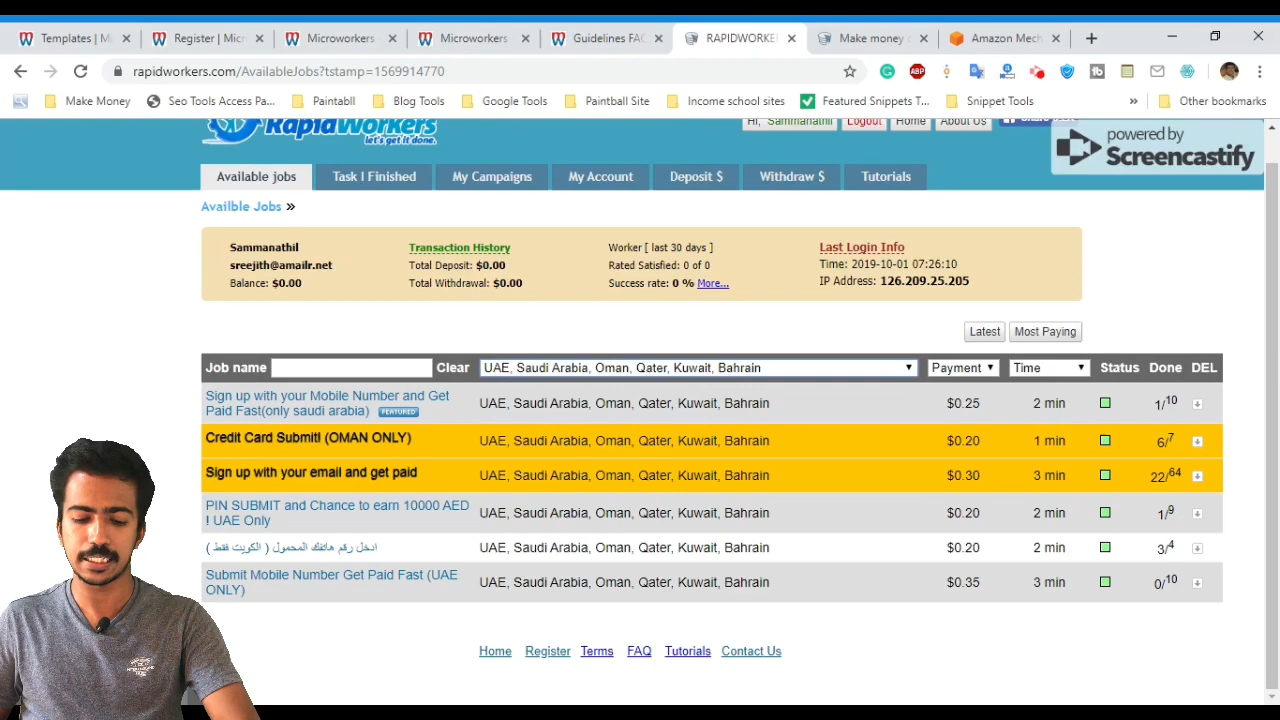 Templates | Mi
Register | Micr
Microworkers
Microworkers
Guidelines FAQ
RAPIDWORKE
Make money
Amazon Mech
rapidworkers.com/AvailableJobs?tstamp=1569914770
Make Money
Seo Tools Access Pa...
Paintabll
Blog Tools
Google Tools
Paintball Site
Income school sites
Featured Snippets T...
Snippet Tools
»
Other bookmarks
RapidWorkers
let's get it done.
Hi, Sammanathil
Logout
Home
About Us
powered by
Screencastify
Available jobs
Task I Finished
My Campaigns
My Account
Deposit $
Withdraw $
Tutorials
Availble Jobs »
Sammanathil
sreejith@amailr.net
Balance: $0.00
Transaction History
Total Deposit: $0.00
Total Withdrawal: $0.00
Worker [ last 30 days ]
Rated Satisfied: 0 of 0
Success rate: 0 % More...
Last Login Info
Time: 2019-10-01 07:26:10
IP Address: 126.209.25.205
Latest
Most Paying
Job name Clear UAE, Saudi Arabia, Oman, Qater, Kuwait, Bahrain Payment Time Status Done DEL
Sign up with your Mobile Number and Get
Paid Fast(only saudi arabia) FEATURED
UAE, Saudi Arabia, Oman, Qater, Kuwait, Bahrain $0.25 2 min 1/10
Credit Card Submit! (OMAN ONLY) UAE, Saudi Arabia, Oman, Qater, Kuwait, Bahrain $0.20 1 min 6/7
Sign up with your email and get paid UAE, Saudi Arabia, Oman, Qater, Kuwait, Bahrain $0.30 3 min 22/64
PIN SUBMIT and Chance to earn 10000 AED
! UAE Only
UAE, Saudi Arabia, Oman, Qater, Kuwait, Bahrain $0.20 2 min 1/9
ادخل رقم هاتفك المحمول ( الكويت فقط ) UAE, Saudi Arabia, Oman, Qater, Kuwait, Bahrain $0.20 2 min 3/4
Submit Mobile Number Get Paid Fast (UAE
ONLY)
UAE, Saudi Arabia, Oman, Qater, Kuwait, Bahrain $0.35 3 min 0/10
Home Register Terms FAQ Tutorials Contact Us